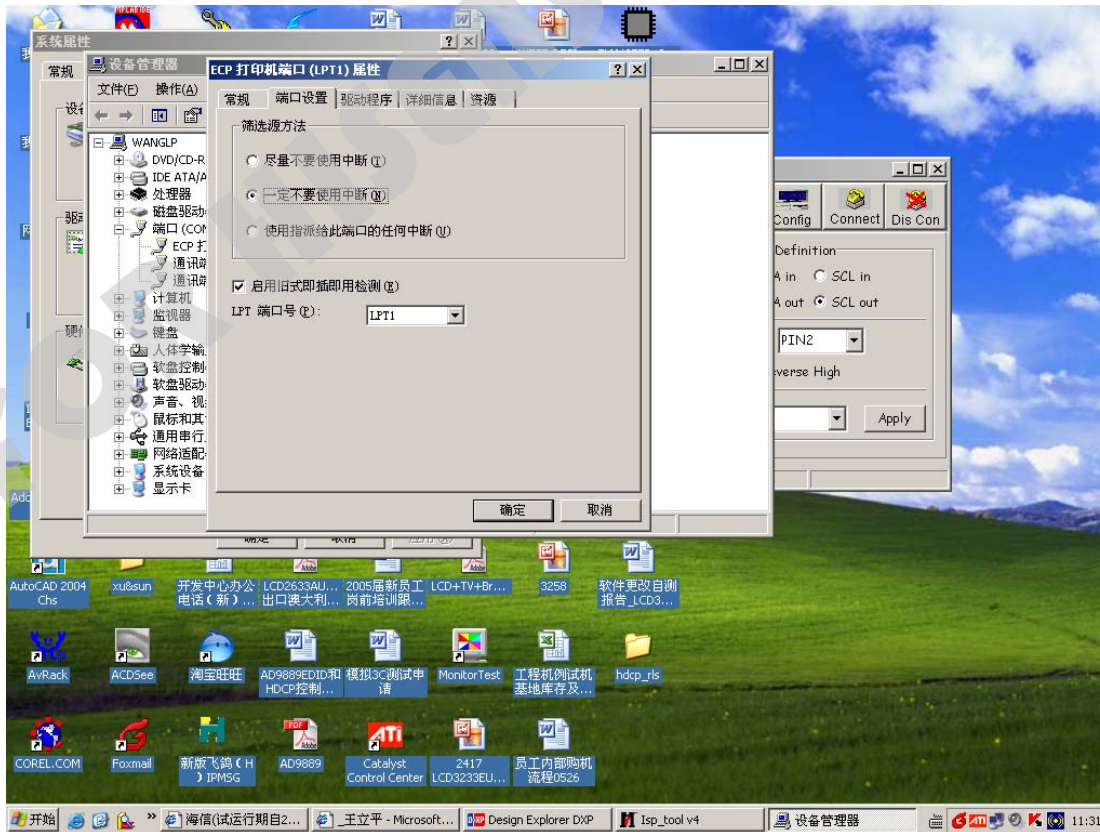 系统属性
常规
设备管理器
文件(F) 操作(A)
WANGLP
DVD/CD-R
IDE ATA/A
处理器
磁盘驱动
端口 (COM
ECP 打
通讯端
通讯端
计算机
监视器
键盘
人体学输
软盘控制
软盘驱动
声音、视
鼠标和其
通用串行
网络适配
系统设备
显示卡
ECP 打印机端口 (LPT1) 属性
常规 端口设置 驱动程序 详细信息 资源
筛选源方法
尽量不要使用中断(T)
一定不要使用中断(N)
使用指派给此端口的任何中断(U)
启用旧式即插即用检测(E)
LPT 端口号(P):
LPT1
确定 取消
Config Connect Dis Con
Definition
A in SCL in
A out SCL out
PIN2
verse High
Apply
AutoCAD 2004 Chs
xu&sun
开发中心办公
电话(新)...
LCD2633AU...
出口澳大利...
2005届新员工
岗前培训跟...
LCD+TV+Br...
3258
软件更改自测
报告_LCD3...
AvRack
ACDSee
淘宝旺旺
AD9889EDID和
HDCP控制...
模拟3C测试申
请
MonitorTest
工程机例试机
基地库存及...
hdcp_rls
COREL.COM
Foxmail
新版飞鸽(H
)IPMSG
AD9889
Catalyst
Control Center
2417
LCD3233EU...
员工内部购机
流程0526
开始
海信(试运行期自2...
_王立平 - Microsoft...
Design Explorer DXP
Isp_tool v4
设备管理器
11:31